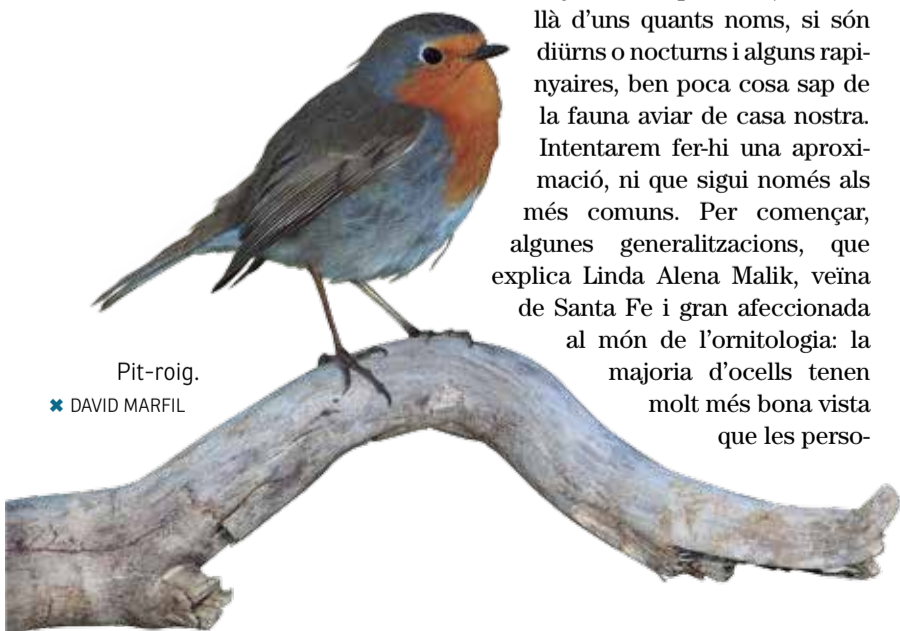 llà d’uns quants noms, si són
diürns o nocturns i alguns rapi-
nyaires, ben poca cosa sap de
la fauna aviar de casa nostra.
Intentarem fer-hi una aproxi-
mació, ni que sigui només als
més comuns. Per començar,
algunes generalitzacions, que
explica Linda Alena Malik, veïna
de Santa Fe i gran afeccionada
al món de l’ornitologia: la
majoria d’ocells tenen
molt més bona vista
que les perso-
Pit-roig.
✖ DAVID MARFIL